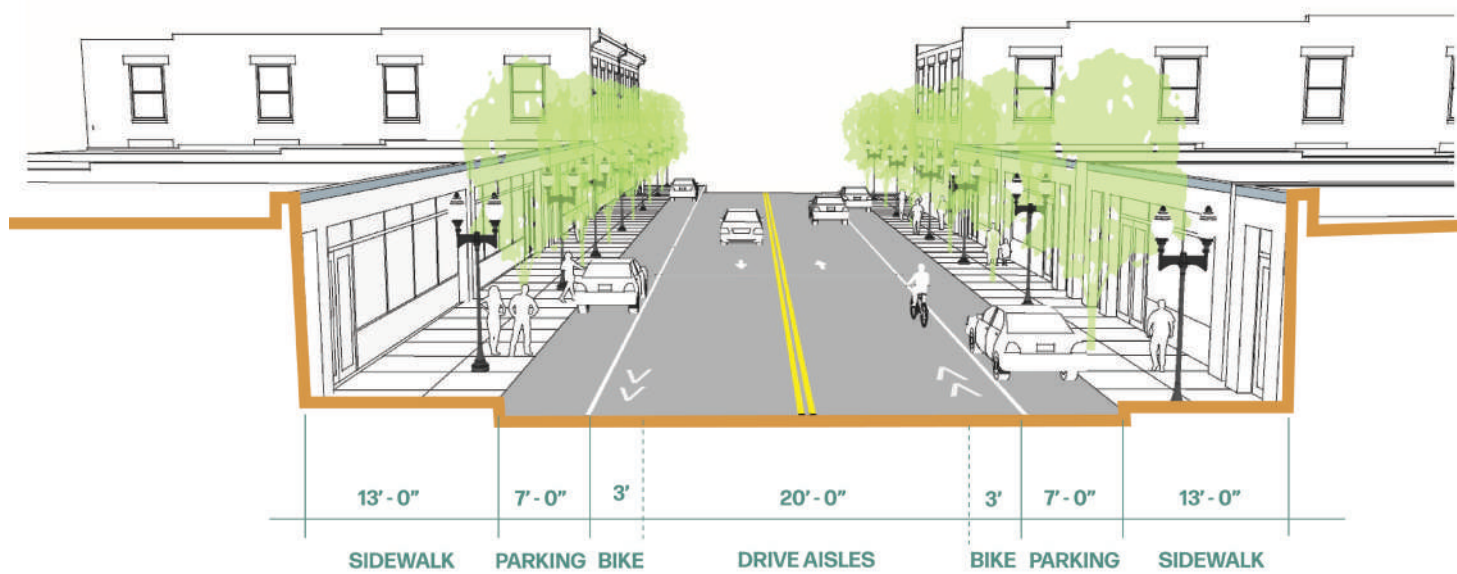 13' - 0” 7' - 0” 3' 20' - 0” 3' 7' - 0” 13' - 0”
SIDEWALK PARKING BIKE DRIVE AISLES BIKE PARKING SIDEWALK